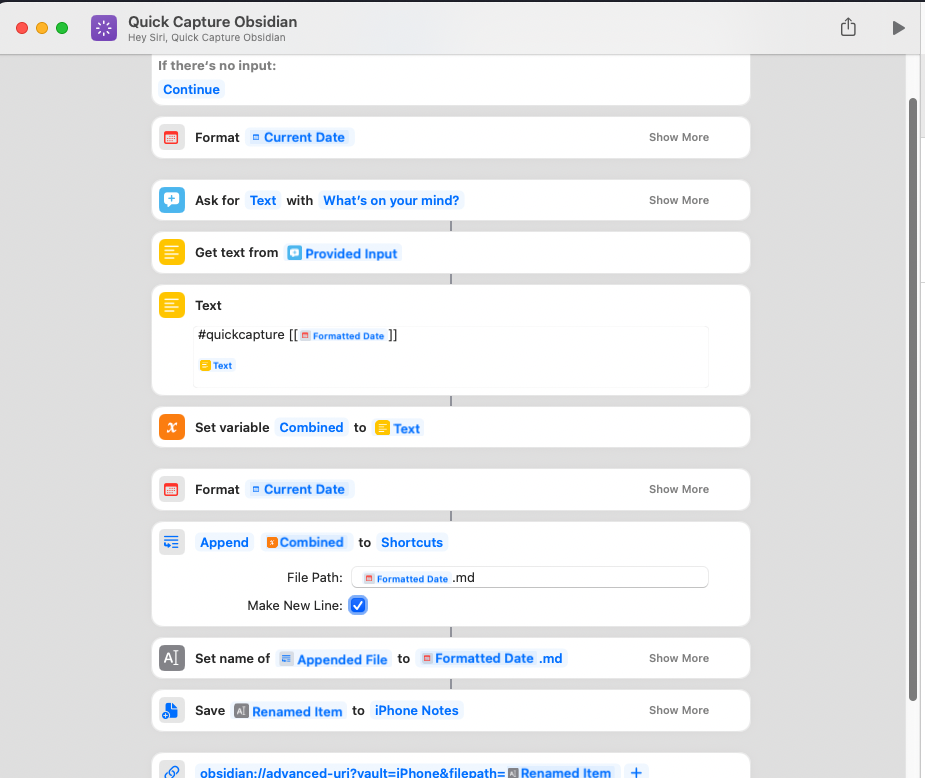 Quick Capture Obsidian
Hey Siri, Quick Capture Obsidian
If there's no input:
Continue
Format Current Date Show More
Ask for Text with What's on your mind? Show More
Get text from Provided Input
Text
#quickcapture [[ Formatted Date ]]
Text
Set variable Combined to Text
Format Current Date Show More
Append Combined to Shortcuts
File Path: Formatted Date .md
Make New Line:
Set name of Appended File to Formatted Date .md Show More
Save Renamed Item to iPhone Notes Show More
obsidian://advanced-uri?vault=iPhone&filepath= Renamed Item +